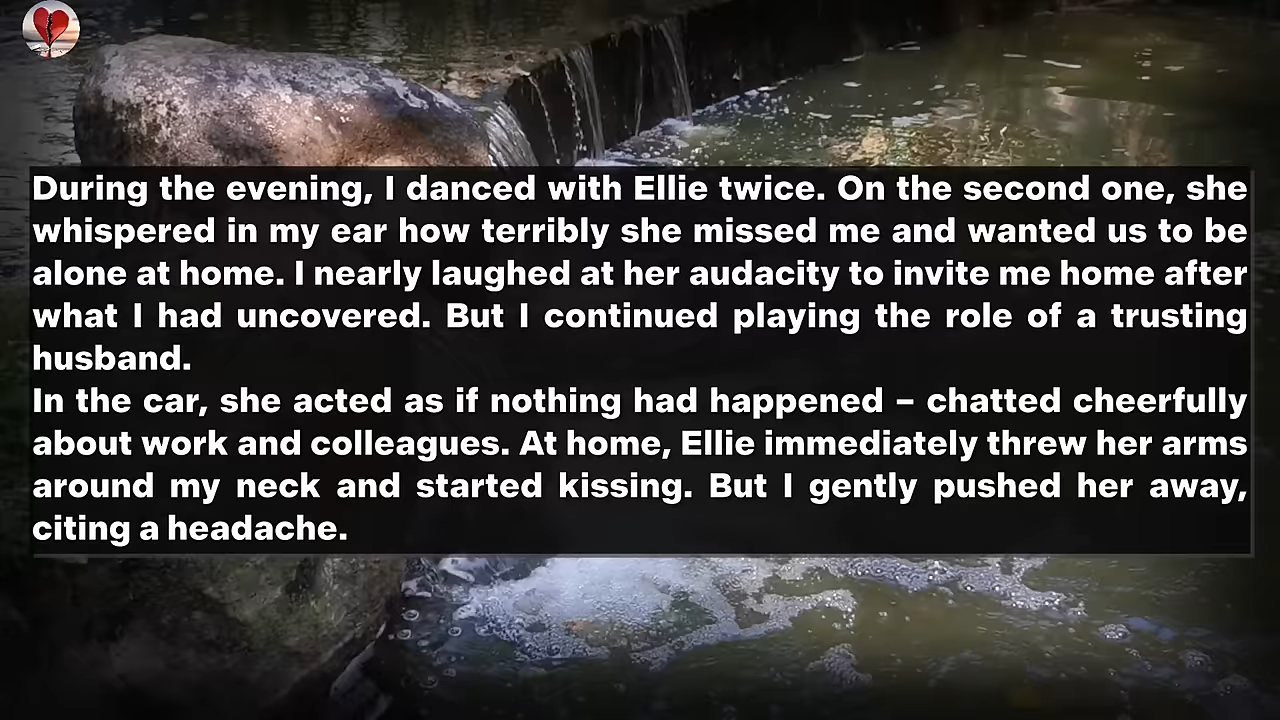 During the evening, I danced with Ellie twice. On the second one, she
whispered in my ear how terribly she missed me and wanted us to be
alone at home. I nearly laughed at her audacity to invite me home after
what I had uncovered. But I continued playing the role of a trusting
husband.
In the car, she acted as if nothing had happened – chatted cheerfully
about work and colleagues. At home, Ellie immediately threw her arms
around my neck and started kissing. But I gently pushed her away,
citing a headache.